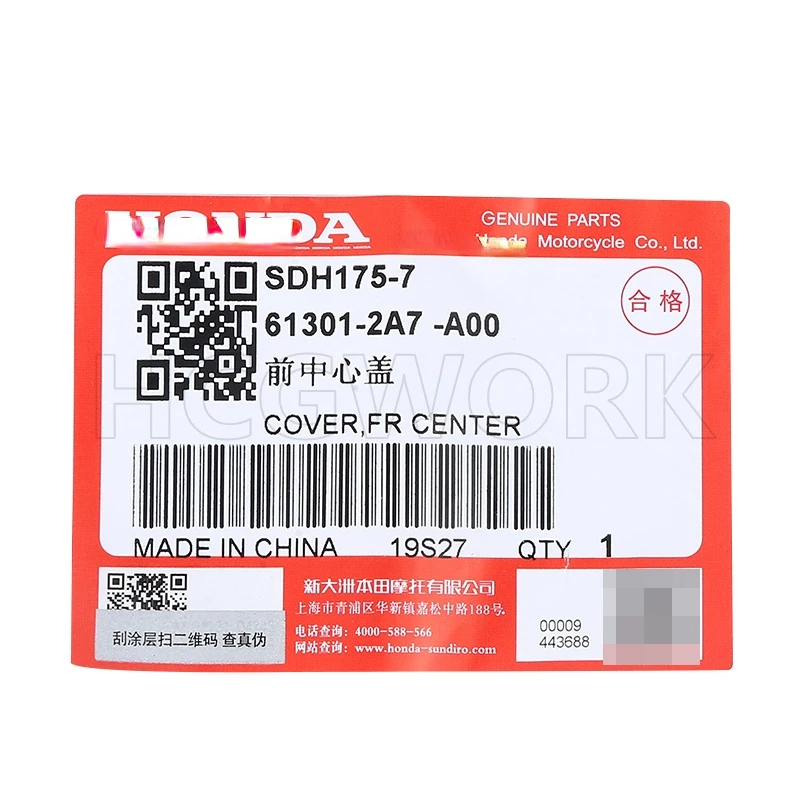 HONDA
GENUINE PARTS
Honda Motorcycle Co., Ltd.
SDH175-7
合格
61301-2A7 -A00
前中心盖
HCGWORK
COVER,FR CENTER
MADE IN CHINA 19S27 QTY 1
新大洲本田摩托有限公司
上海市青浦区华新镇嘉松中路188号.
刮涂层扫二维码 查真伪
电话查询: 4000-588-566
网站查询: www.honda-sundiro.com
00009
443688